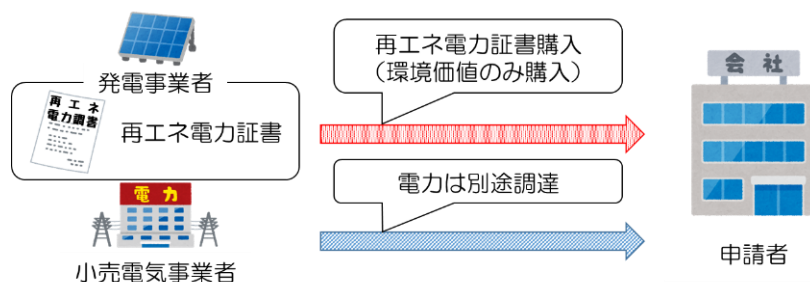 発電事業者
再エネ
電力調書
再エネ電力証書
電力
小売電気事業者
再エネ電力証書購入
（環境価値のみ購入）
電力は別途調達
会社
申請者